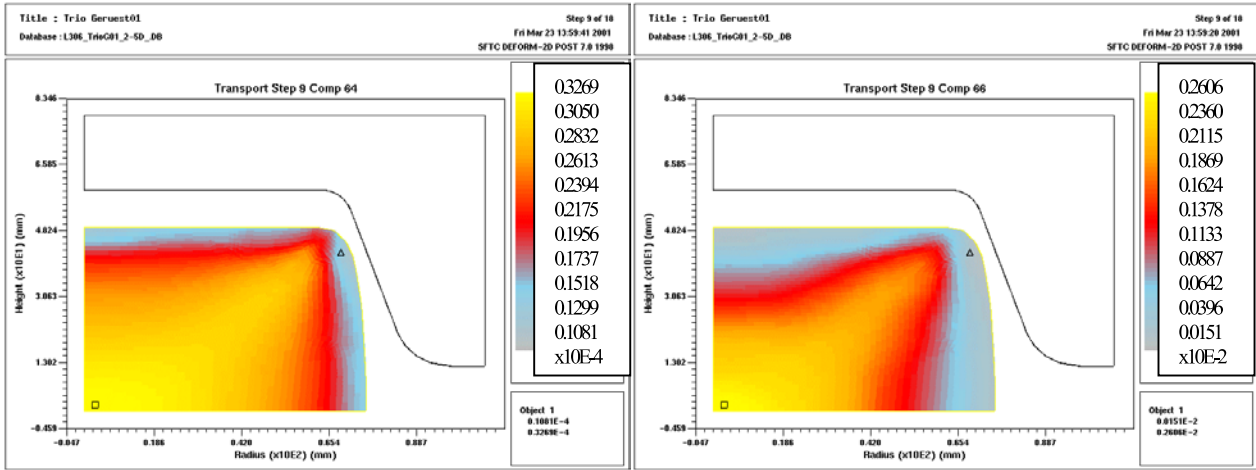 Title : Trio Geruest01
Step 9 of 10
Database : L306_TrioG01_2-5D_.DB
Fri Mar 23 13:59:41 2001
SFTC DEFORM-2D POST 7.0 1998
Transport Step 9 Comp 64
8.346
6.585
4.824
3.063
1.302
-0.459
Height (x10E1) (mm)
-0.047
0.186
0.420
0.654
0.887
Radius (x10E2) (mm)
0.3269
0.3050
0.2832
0.2613
0.2394
0.2175
0.1956
0.1737
0.1518
0.1299
0.1081
x10E-4
Object 1
0.1081E-4
0.3269E-4
Title : Trio Geruest01
Step 9 of 10
Database : L306_TrioG01_2-5D_.DB
Fri Mar 23 13:59:20 2001
SFTC DEFORM-2D POST 7.0 1998
Transport Step 9 Comp 66
8.346
6.585
4.824
3.063
1.302
-0.459
Height (x10E1) (mm)
-0.047
0.186
0.420
0.654
0.887
Radius (x10E2) (mm)
0.2606
0.2360
0.2115
0.1869
0.1624
0.1378
0.1133
0.0887
0.0642
0.0396
0.0151
x10E-2
Object 1
0.0151E-2
0.2606E-2